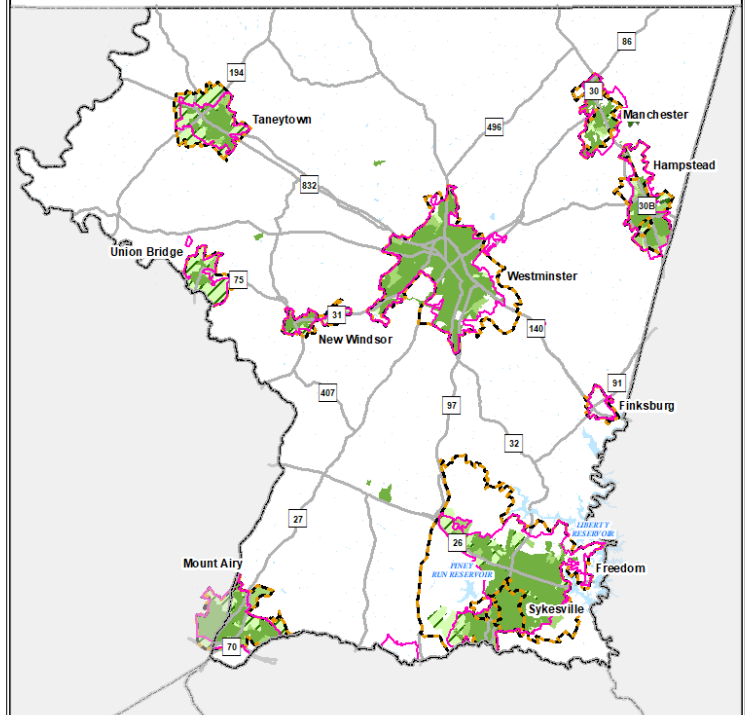 86
194
30
Manchester
Taneytown
496
Hampstead
832
30B
Union Bridge
75
Westminster
31
New Windsor
140
91
407
97
Finksburg
32
27
LIBERTY
RESERVOIR
26
Mount Airy
PINEY
RUN RESERVOIR
Freedom
Sykesville
70